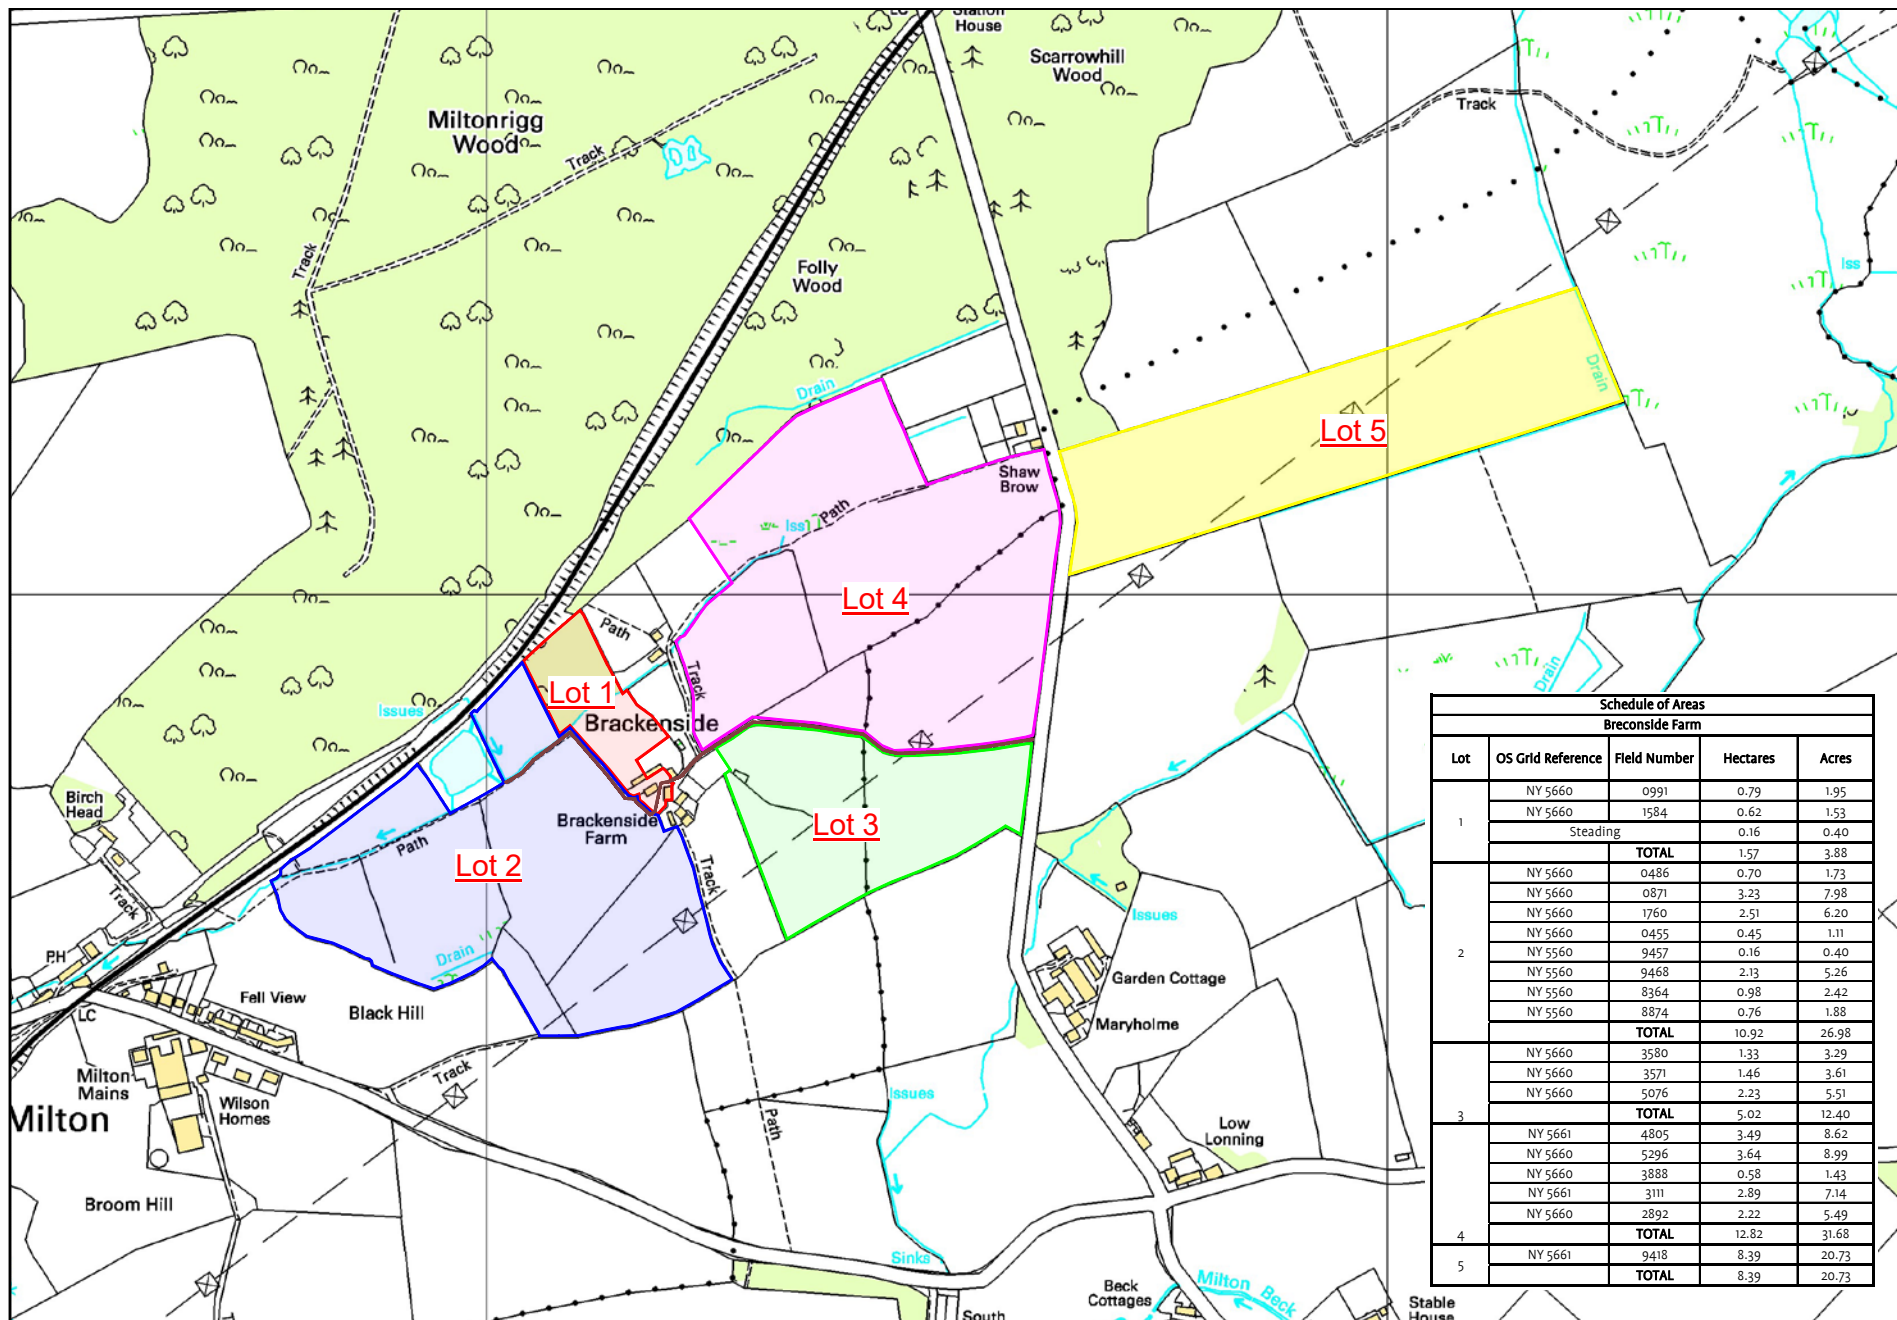 LC
Station
House
Scarrowhill
Wood
Track
Miltonrigg
Wood
Track
Track
Folly
Wood
Iss
Drain
Drain
Lot 5
Shaw
Brow
Path
Iss
Lot 4
Path
Track
Lot 1
Brackenside
Issues
Drain
Birch
Head
Path
Brackenside
Farm
Lot 3
Lot 2
Track
Track
PH
Drain
Issues
Fell View
Black Hill
Garden Cottage
LC
Maryholme
Milton
Mains
Track
Wilson
Homes
Milton
Path
Issues
Low
Lonning
Broom Hill
Sinks
Beck
Cottages
Milton Beck
South
Stable
House
Schedule of Areas
Breconside Farm
Lot OS Grid Reference Field Number Hectares Acres
1
NY 5660 0991 0.79 1.95
NY 5660 1584 0.62 1.53
Steading 0.16 0.40
TOTAL 1.57 3.88
2
NY 5660 0486 0.70 1.73
NY 5660 0871 3.23 7.98
NY 5660 1760 2.51 6.20
NY 5660 0455 0.45 1.11
NY 5560 9457 0.16 0.40
NY 5560 9468 2.13 5.26
NY 5560 8364 0.98 2.42
NY 5560 8874 0.76 1.88
TOTAL 10.92 26.98
NY 5660 3580 1.33 3.29
NY 5660 3571 1.46 3.61
NY 5660 5076 2.23 5.51
3 TOTAL 5.02 12.40
NY 5661 4805 3.49 8.62
NY 5660 5296 3.64 8.99
NY 5660 3888 0.58 1.43
NY 5661 3111 2.89 7.14
NY 5660 2892 2.22 5.49
4 TOTAL 12.82 31.68
5
NY 5661 9418 8.39 20.73
TOTAL 8.39 20.73